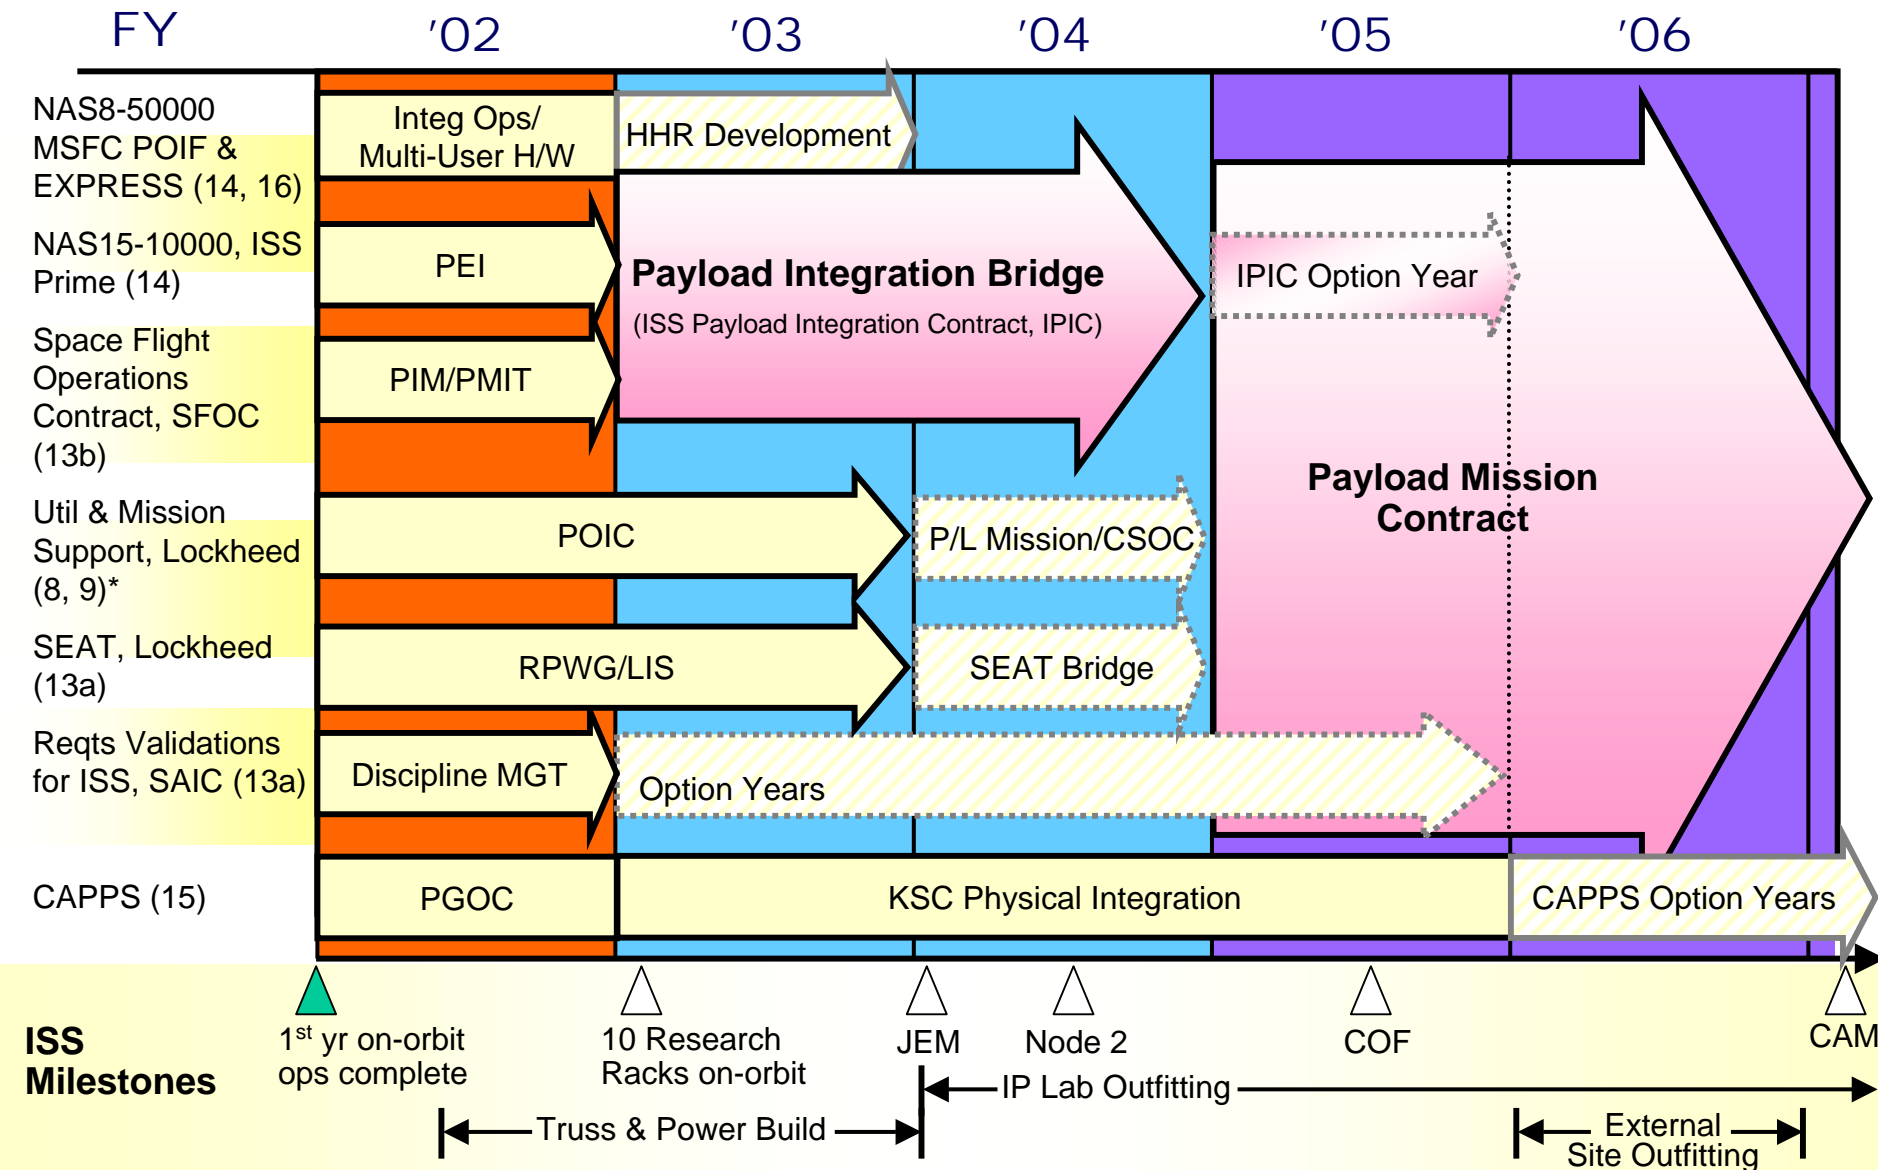 FY '02 '03 '04 '05 '06
NAS8-50000
MSFC POIF &
EXPRESS (14, 16)
Integ Ops/
Multi-User H/W
HHR Development
NAS15-10000, ISS
Prime (14)
PEI
Payload Integration Bridge
(ISS Payload Integration Contract, IPIC)
IPIC Option Year
Space Flight
Operations
Contract, SFOC
(13b)
PIM/PMIT
Payload Mission
Contract
Util & Mission
Support, Lockheed
(8, 9)*
POIC
P/L Mission/CSOC
SEAT, Lockheed
(13a)
RPWG/LIS
SEAT Bridge
Reqts Validations
for ISS, SAIC (13a)
Discipline MGT
Option Years
CAPPS (15)
PGOC
KSC Physical Integration
CAPPS Option Years
ISS
Milestones
1st yr on-orbit
ops complete
10 Research
Racks on-orbit
JEM
Node 2
COF
CAM
IP Lab Outfitting
Truss & Power Build
External
Site Outfitting